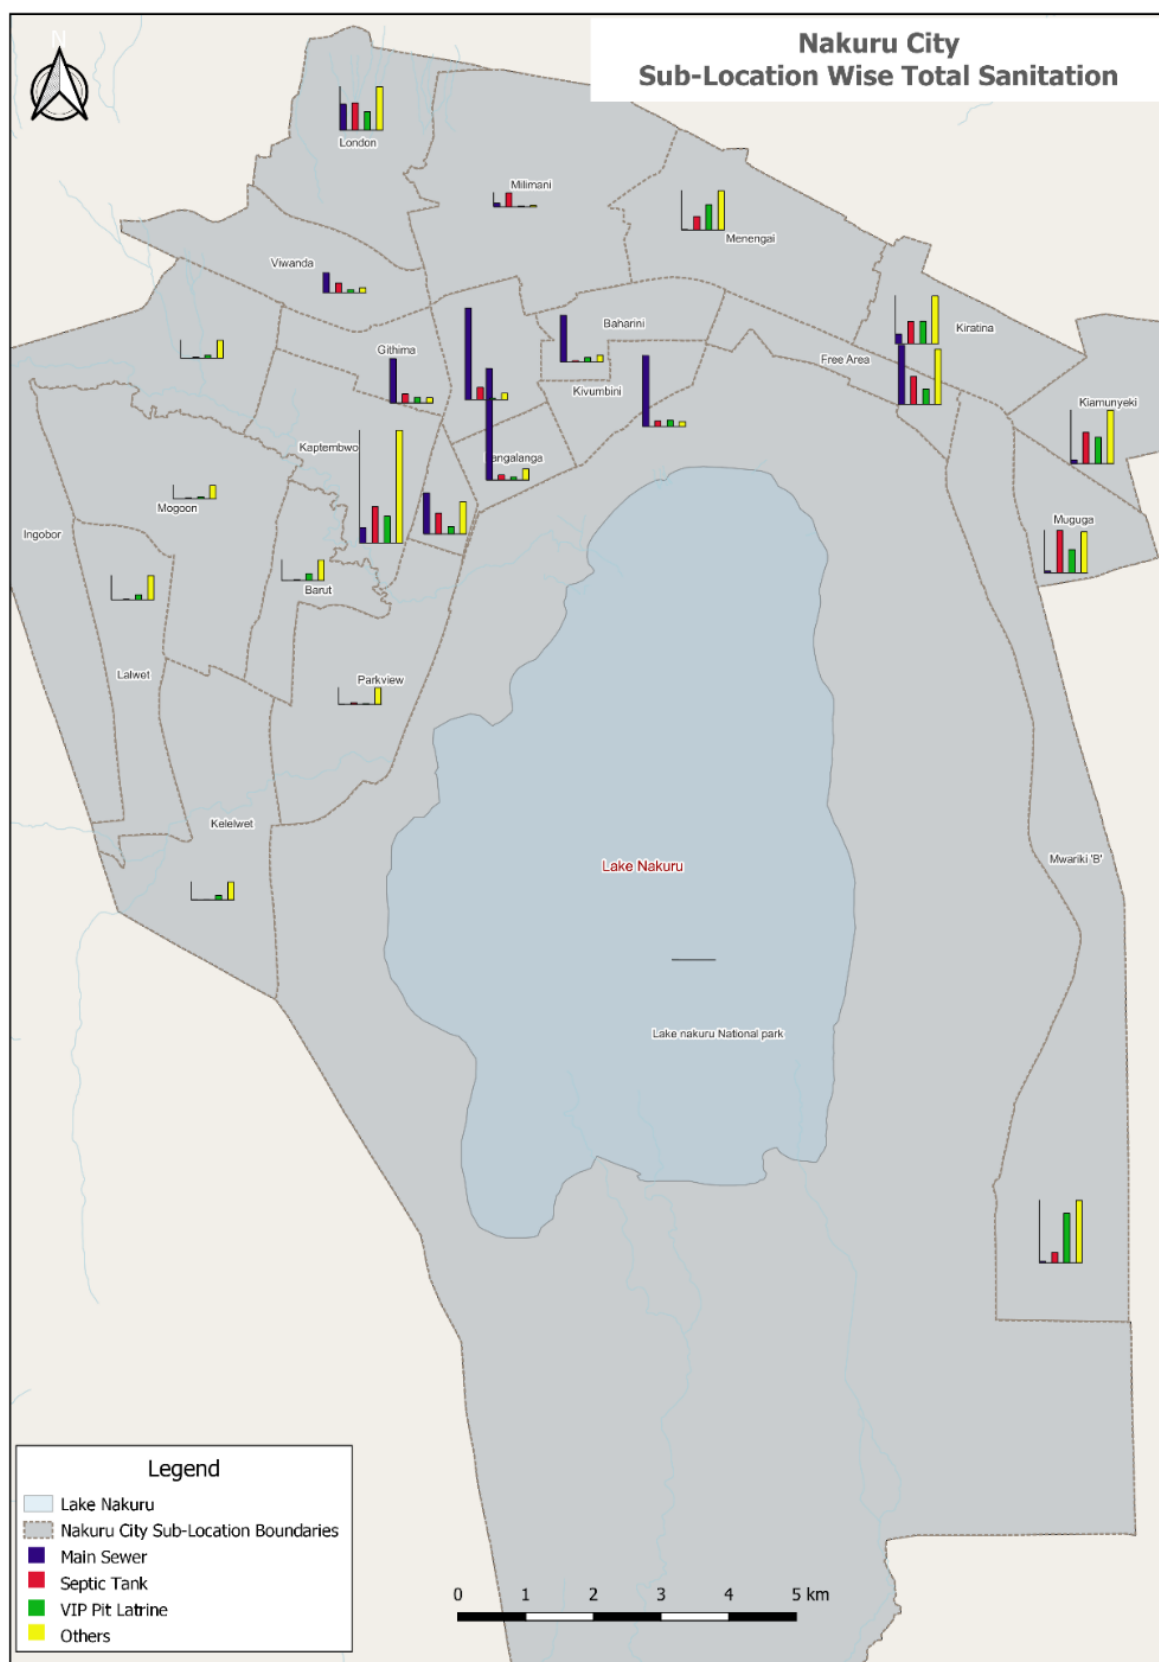 N
Nakuru City
Sub-Location Wise Total Sanitation
London
Milimani
Menengai
Viwanda
Baharini
Kiratina
Githima
Free Area
Kivumbini
Kiamunyeki
Kaptembwo
angalanga
Mogoon
Muguga
Ingobor
Barut
Lalwet
Parkview
Kelelwet
Mwariki 'B'
Lake Nakuru
Lake nakuru National park
Legend
Lake Nakuru
Nakuru City Sub-Location Boundaries
Main Sewer
Septic Tank
VIP Pit Latrine
Others
0 1 2 3 4 5 km